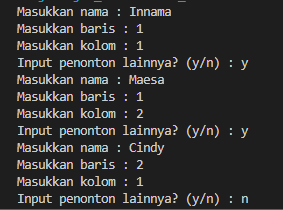 Masukkan nama : Innama
Masukkan baris : 1
Masukkan kolom : 1
Input penonton lainnya? (y/n) : y
Masukkan nama : Maesa
Masukkan baris : 1
Masukkan kolom : 2
Input penonton lainnya? (y/n) : y
Masukkan nama : Cindy
Masukkan baris : 2
Masukkan kolom : 1
Input penonton lainnya? (y/n) : n